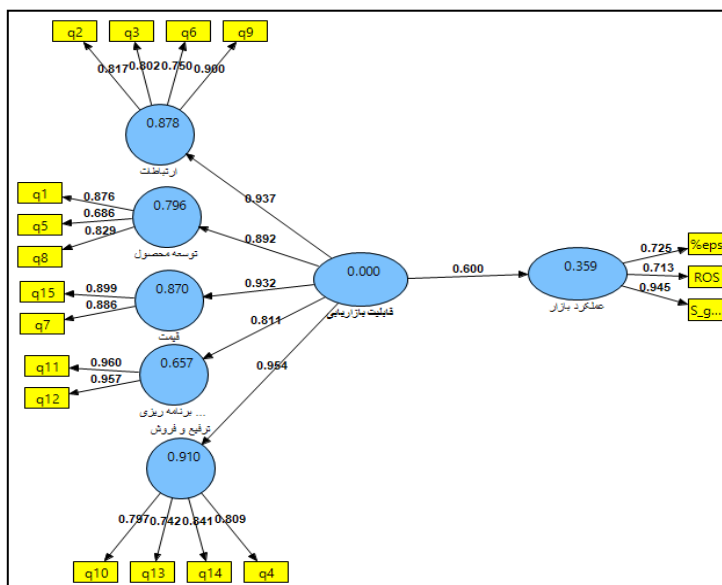 q2
q3
q6
q9
0.817
0.802
0.750
0.900
0.878
ارتباطات
0.937
q1
q5
q8
0.876
0.686
0.829
0.796
توسعه محصول
0.892
q15
q7
0.899
0.886
0.870
قیمت
0.932
q11
q12
0.960
0.957
0.657
برنامه ریزی ...
0.811
ترفیع و فروش
0.910
0.954
0.797
0.742
0.841
0.809
q10
q13
q14
q4
0.000
قابلیت بازاریابی
0.600
0.359
عملکرد بازار
0.725
0.713
0.945
%eps
ROS
S_g...